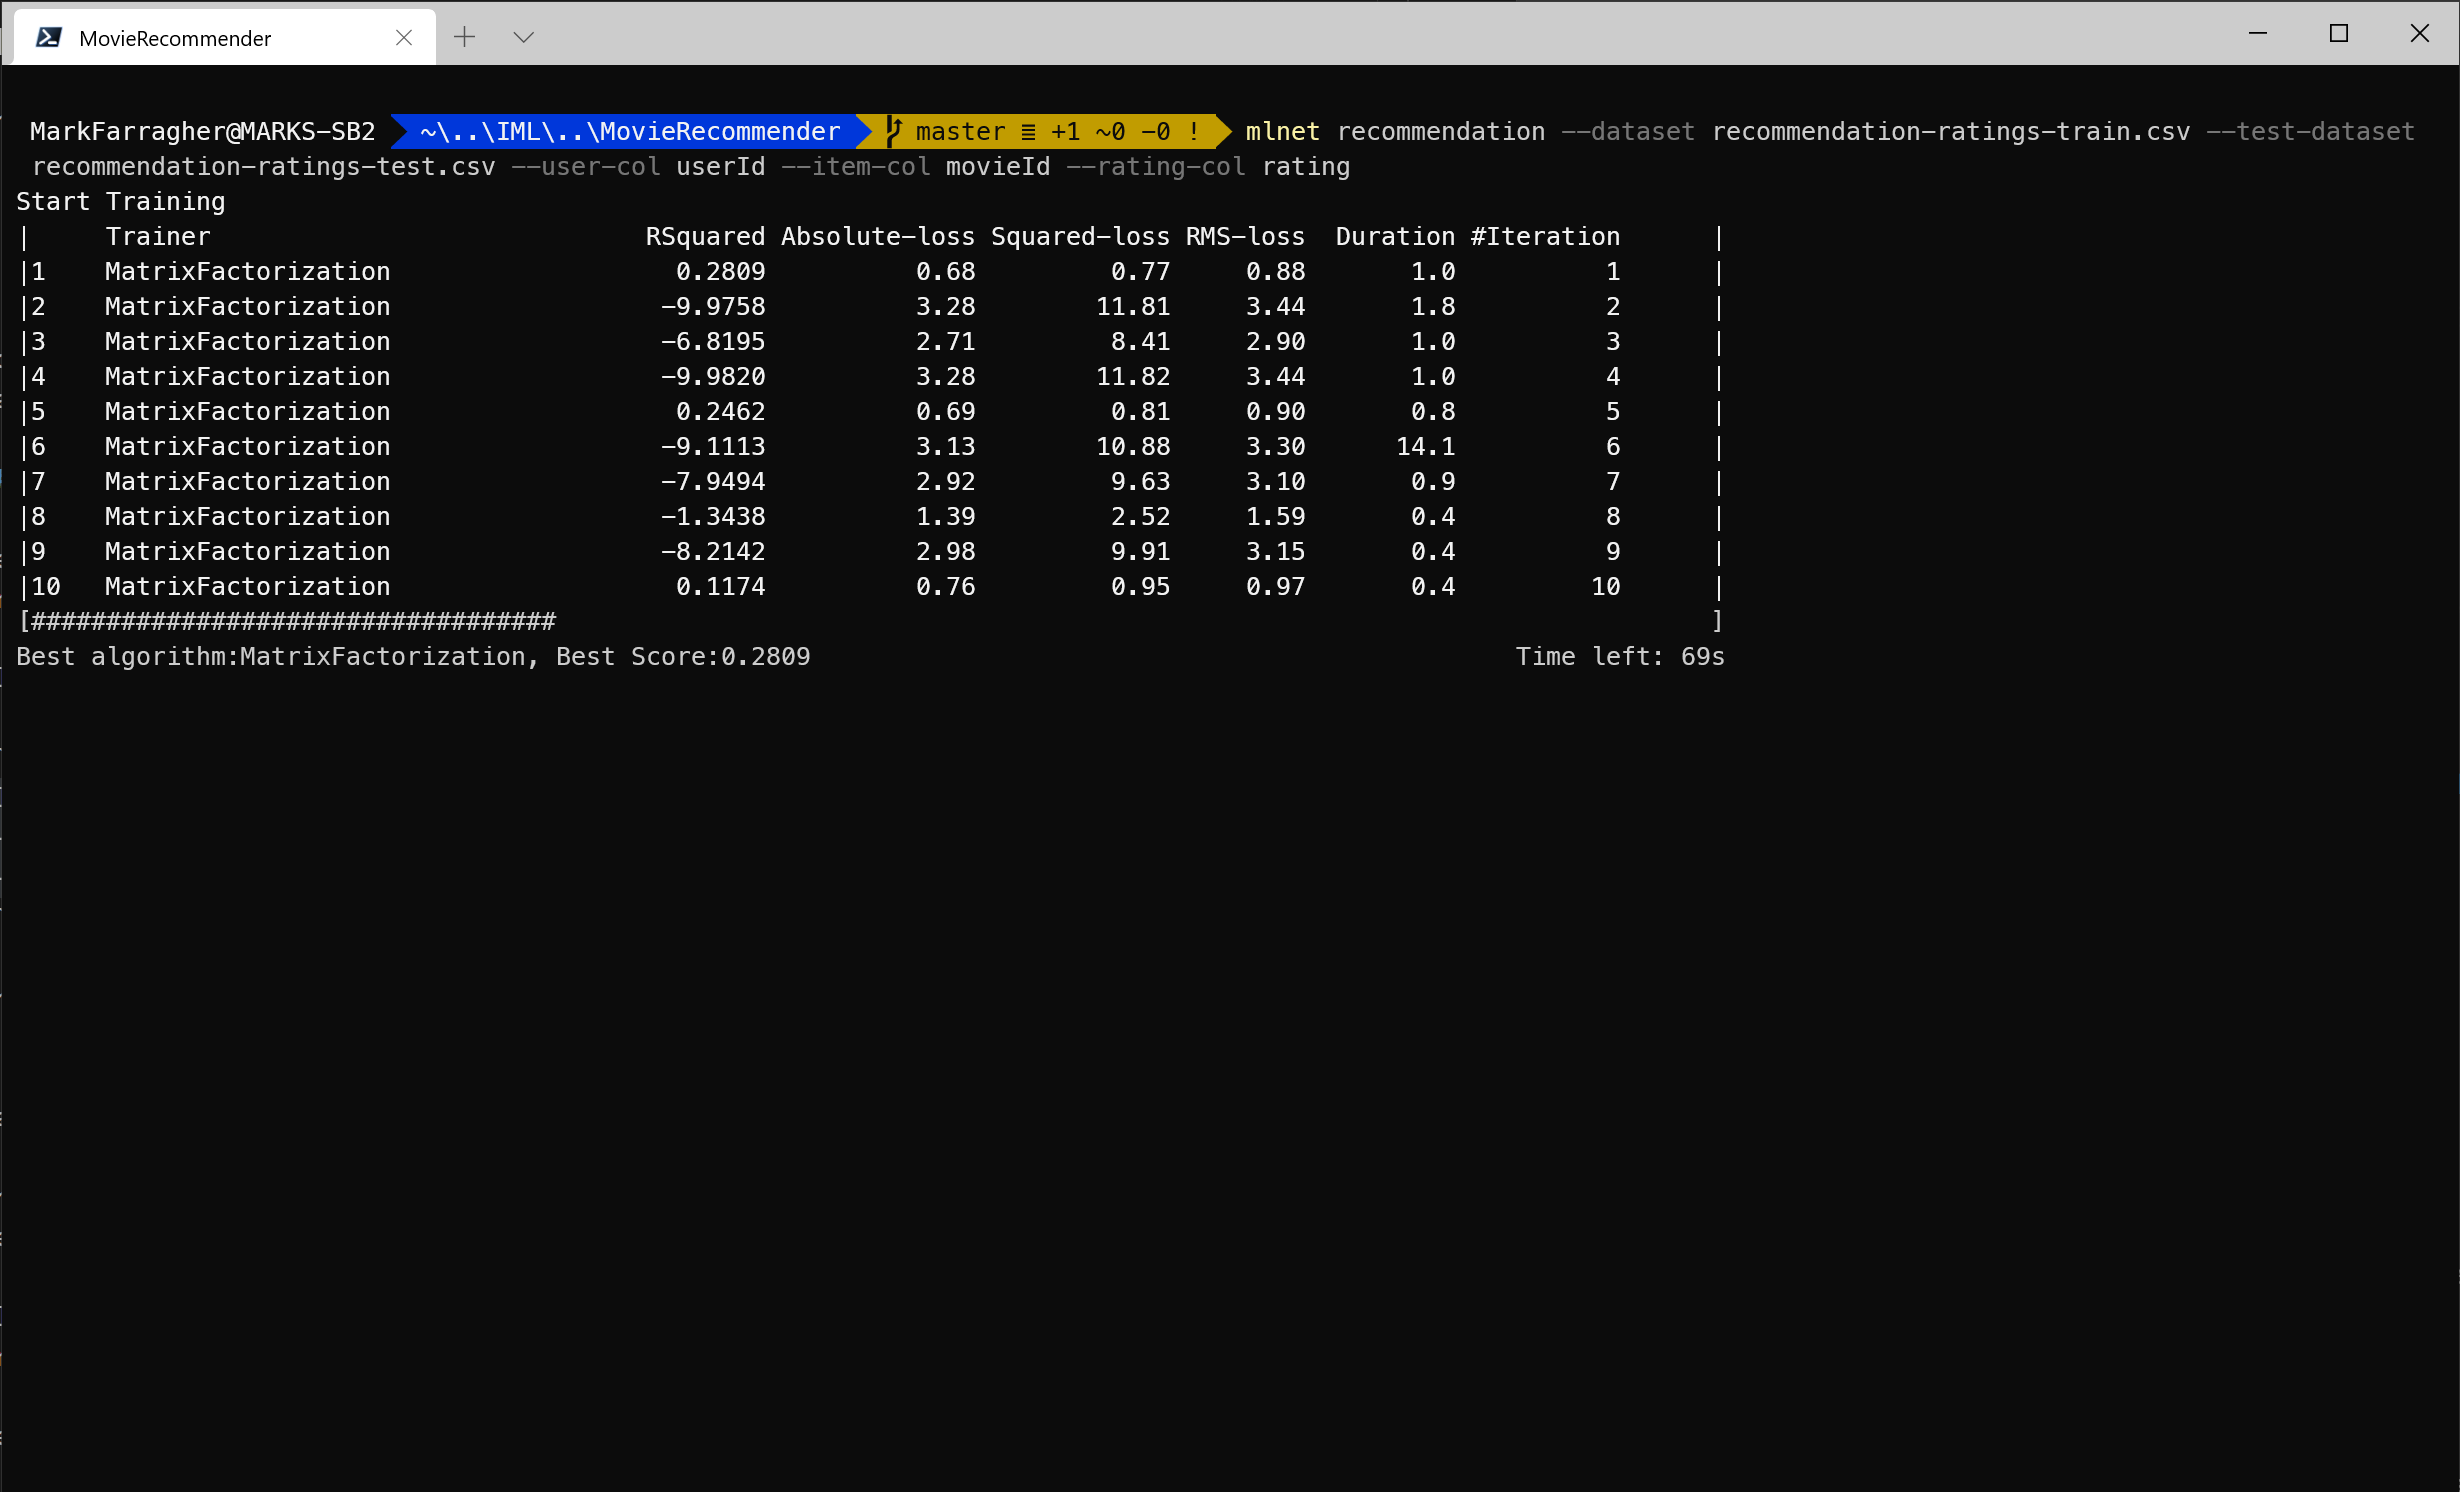 MovieRecommender
MarkFarragher@MARKS-SB2 ~\..\IML\..\MovieRecommender master ≡ +1 ~0 -0 ! mlnet recommendation --dataset recommendation-ratings-train.csv --test-dataset
recommendation-ratings-test.csv --user-col userId --item-col movieId --rating-col rating
Start Training
|     Trainer                             RSquared Absolute-loss Squared-loss RMS-loss  Duration #Iteration      |
|1    MatrixFactorization                   0.2809          0.68         0.77     0.88       1.0          1      |
|2    MatrixFactorization                  -9.9758          3.28        11.81     3.44       1.8          2      |
|3    MatrixFactorization                  -6.8195          2.71         8.41     2.90       1.0          3      |
|4    MatrixFactorization                  -9.9820          3.28        11.82     3.44       1.0          4      |
|5    MatrixFactorization                   0.2462          0.69         0.81     0.90       0.8          5      |
|6    MatrixFactorization                  -9.1113          3.13        10.88     3.30      14.1          6      |
|7    MatrixFactorization                  -7.9494          2.92         9.63     3.10       0.9          7      |
|8    MatrixFactorization                  -1.3438          1.39         2.52     1.59       0.4          8      |
|9    MatrixFactorization                  -8.2142          2.98         9.91     3.15       0.4          9      |
|10   MatrixFactorization                   0.1174          0.76         0.95     0.97       0.4         10      |
[###################################                                                                             ]
Best algorithm:MatrixFactorization, Best Score:0.2809                                               Time left: 69s